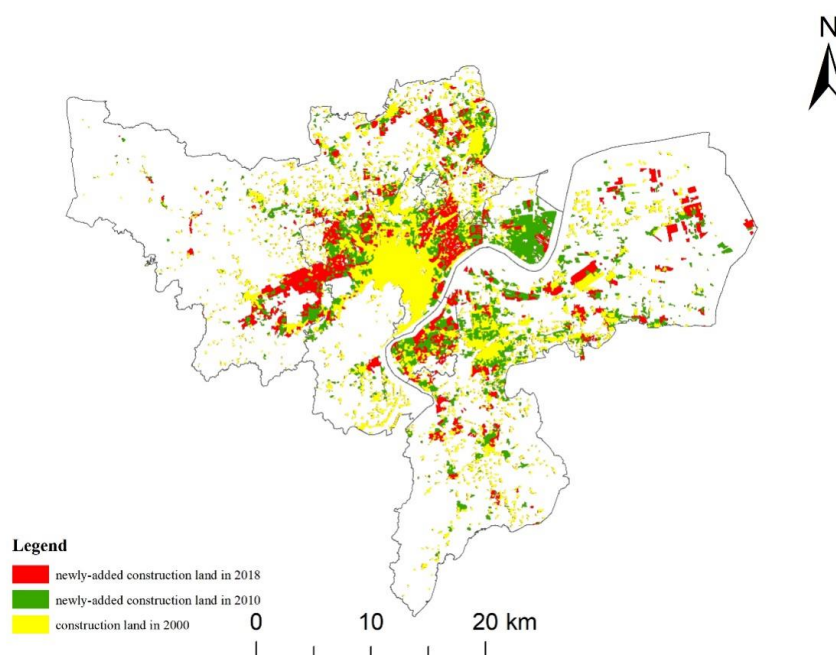 N
Legend
newly-added construction land in 2018
newly-added construction land in 2010
construction land in 2000
0 10 20 km